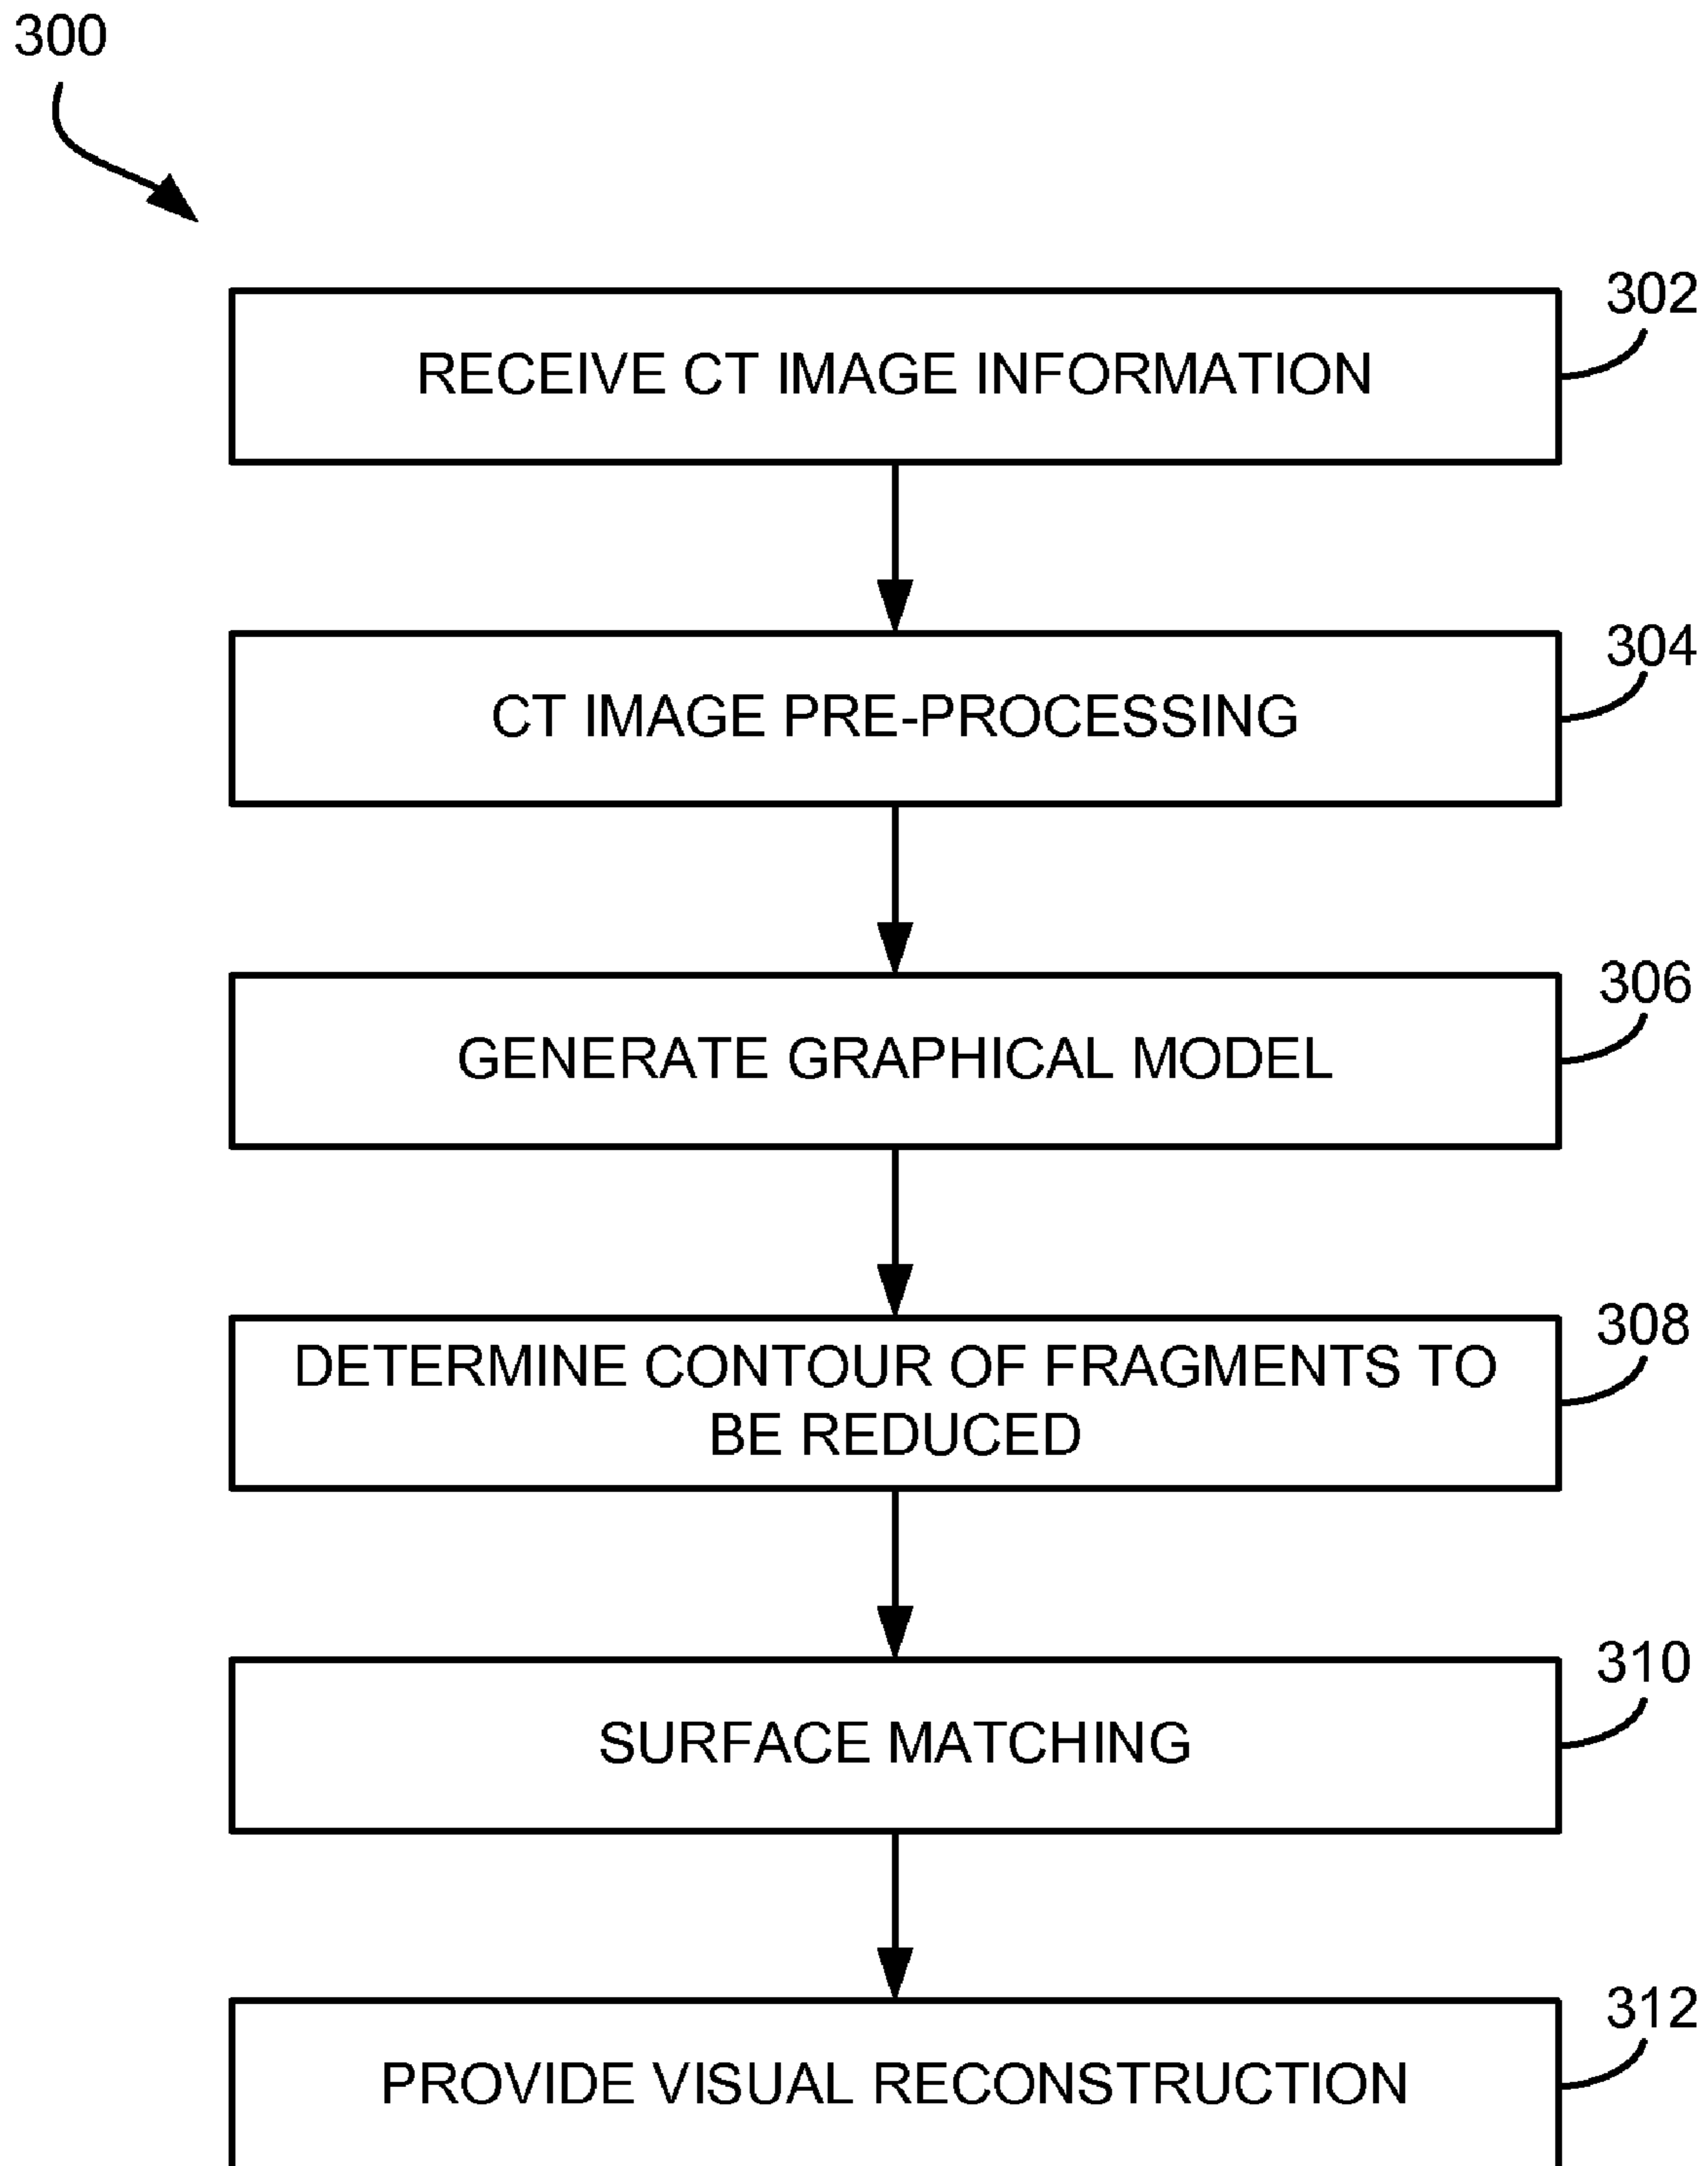 300
302
RECEIVE CT IMAGE INFORMATION
304
CT IMAGE PRE-PROCESSING
306
GENERATE GRAPHICAL MODEL
308
DETERMINE CONTOUR OF FRAGMENTS TO
BE REDUCED
310
SURFACE MATCHING
312
PROVIDE VISUAL RECONSTRUCTION